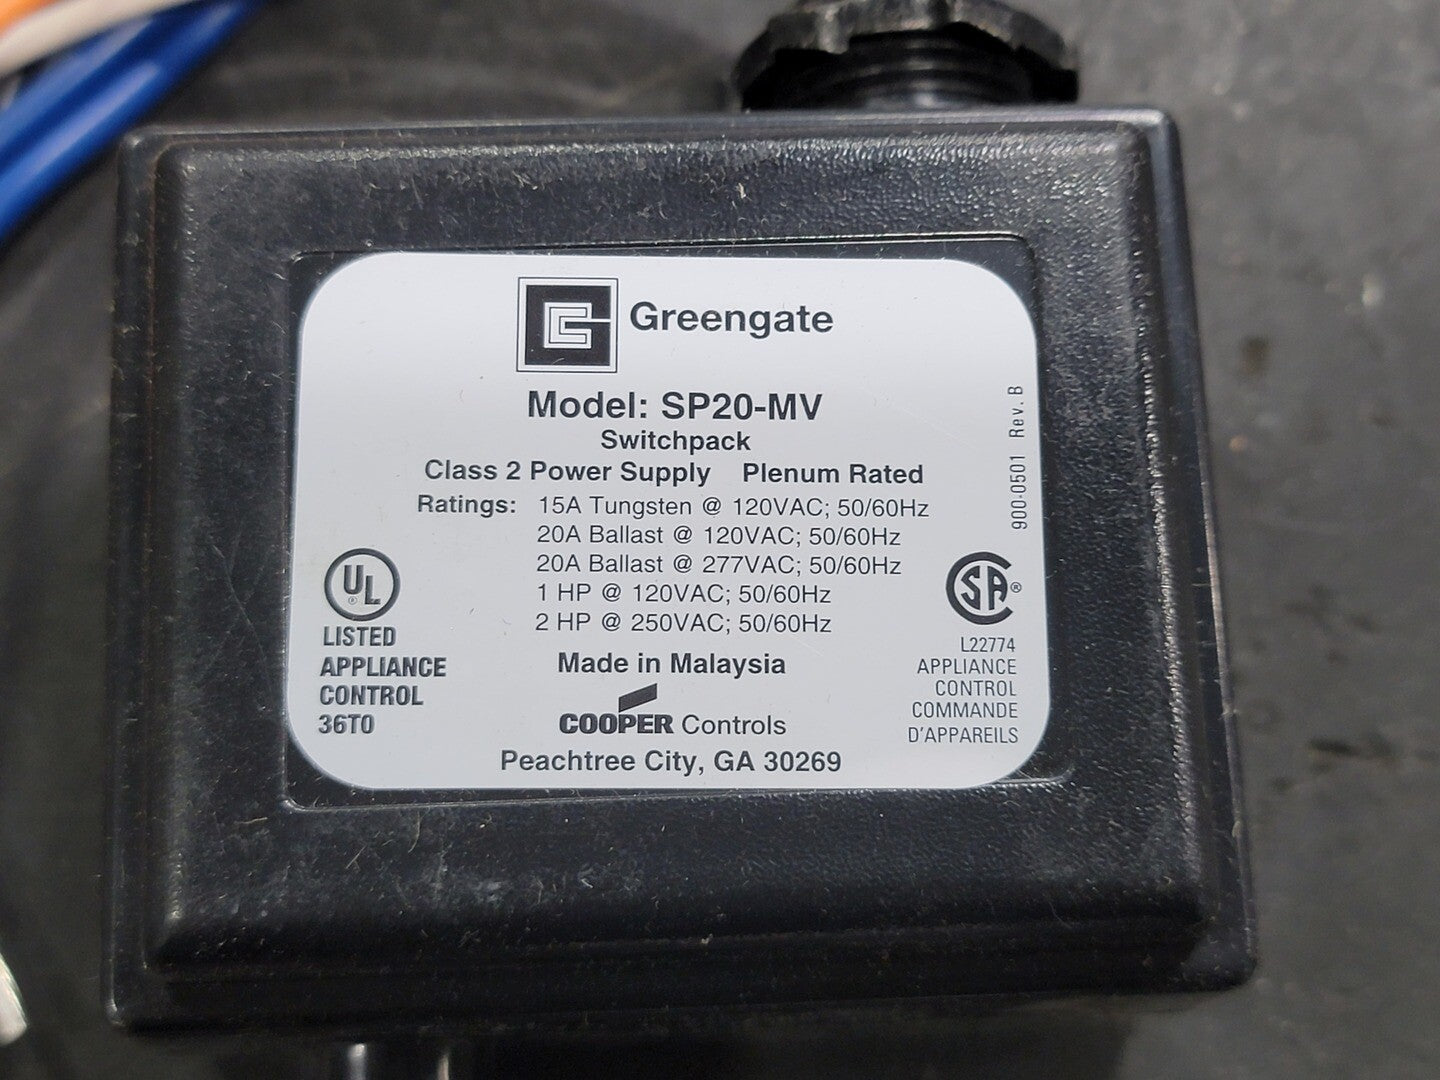 Greengate
Model: SP20-MV
Switchpack
Class 2 Power Supply Plenum Rated
Ratings: 15A Tungsten @ 120VAC; 50/60Hz
20A Ballast @ 120VAC; 50/60Hz
20A Ballast @ 277VAC; 50/60Hz
1 HP @ 120VAC; 50/60Hz
2 HP @ 250VAC; 50/60Hz
Made in Malaysia
COOPER Controls
Peachtree City, GA 30269
UL ®
LISTED
APPLIANCE
CONTROL
36T0
900-0501 Rev. B
SA ®
L22774
APPLIANCE
CONTROL
COMMANDE
D'APPAREILS